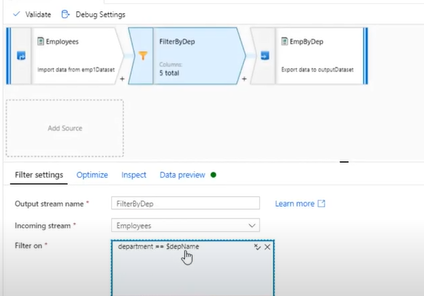 Validate Debug Settings
Employees
Import data from emp1Dataset
FilterByDep
Columns:
5 total
EmpByDep
Export data to outputDataset
+
+
Add Source
Filter settings Optimize Inspect Data preview
Output stream name * FilterByDep Learn more
Incoming stream * Employees
Filter on * department == $depName